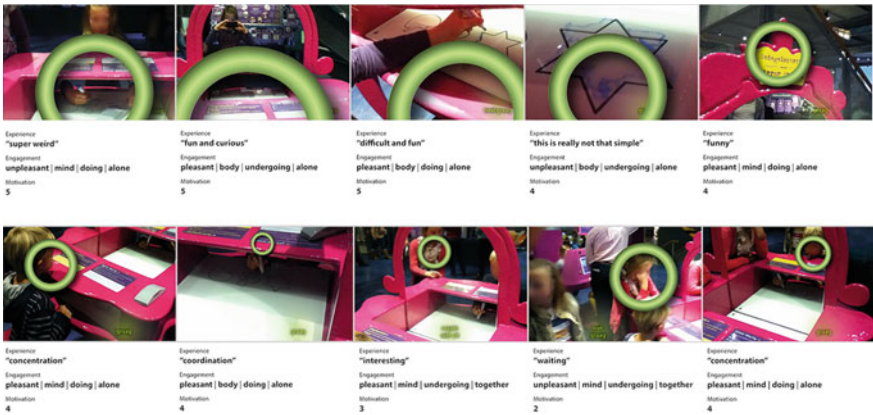 Experience
"super weird"
Engagement
unpleasant | mind | doing | alone
Motivation
5
Experience
"fun and curious"
Engagement
pleasant | body | undergoing | alone
Motivation
5
Experience
"difficult and fun"
Engagement
pleasant | body | doing | alone
Motivation
5
Experience
"this is really not that simple"
Engagement
unpleasant | body | undergoing | alone
Motivation
4
Experience
"funny"
Engagement
pleasant | mind | doing | alone
Motivation
4
Experience
"concentration"
Engagement
pleasant | mind | doing | alone
Motivation
4
Experience
"coordination"
Engagement
pleasant | body | doing | alone
Motivation
4
Experience
"interesting"
Engagement
pleasant | mind | undergoing | together
Motivation
3
Experience
"waiting"
Engagement
unpleasant | mind | undergoing | together
Motivation
2
Experience
"concentration"
Engagement
pleasant | mind | doing | alone
Motivation
4